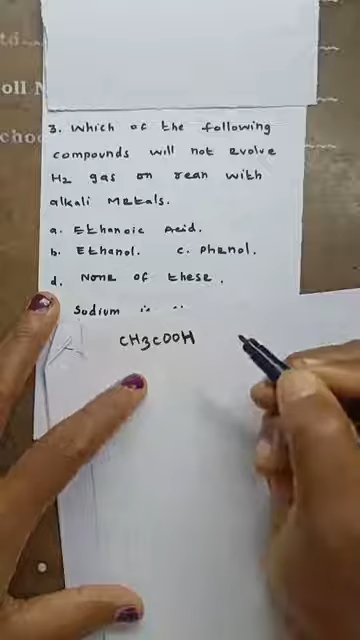 3. Which of the following
compounds will not evolve
H2 gas on rean with
alkali Metals.
a. Ethanoic Acid.
b. Ethanol. c. Phenol.
d. None of these.
Sodium is
CH3COOH